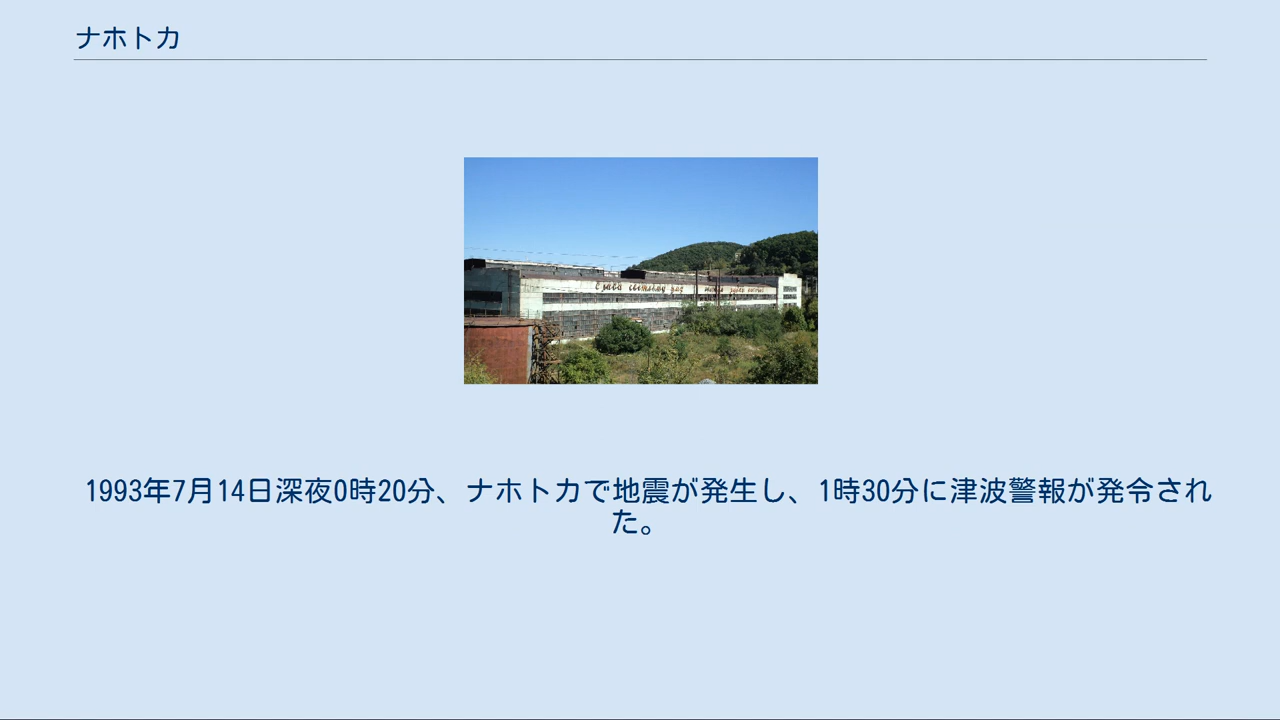 ナホトカ
1993年7月14日深夜0時20分、ナホトカで地震が発生し、1時30分に津波警報が発令され
た。